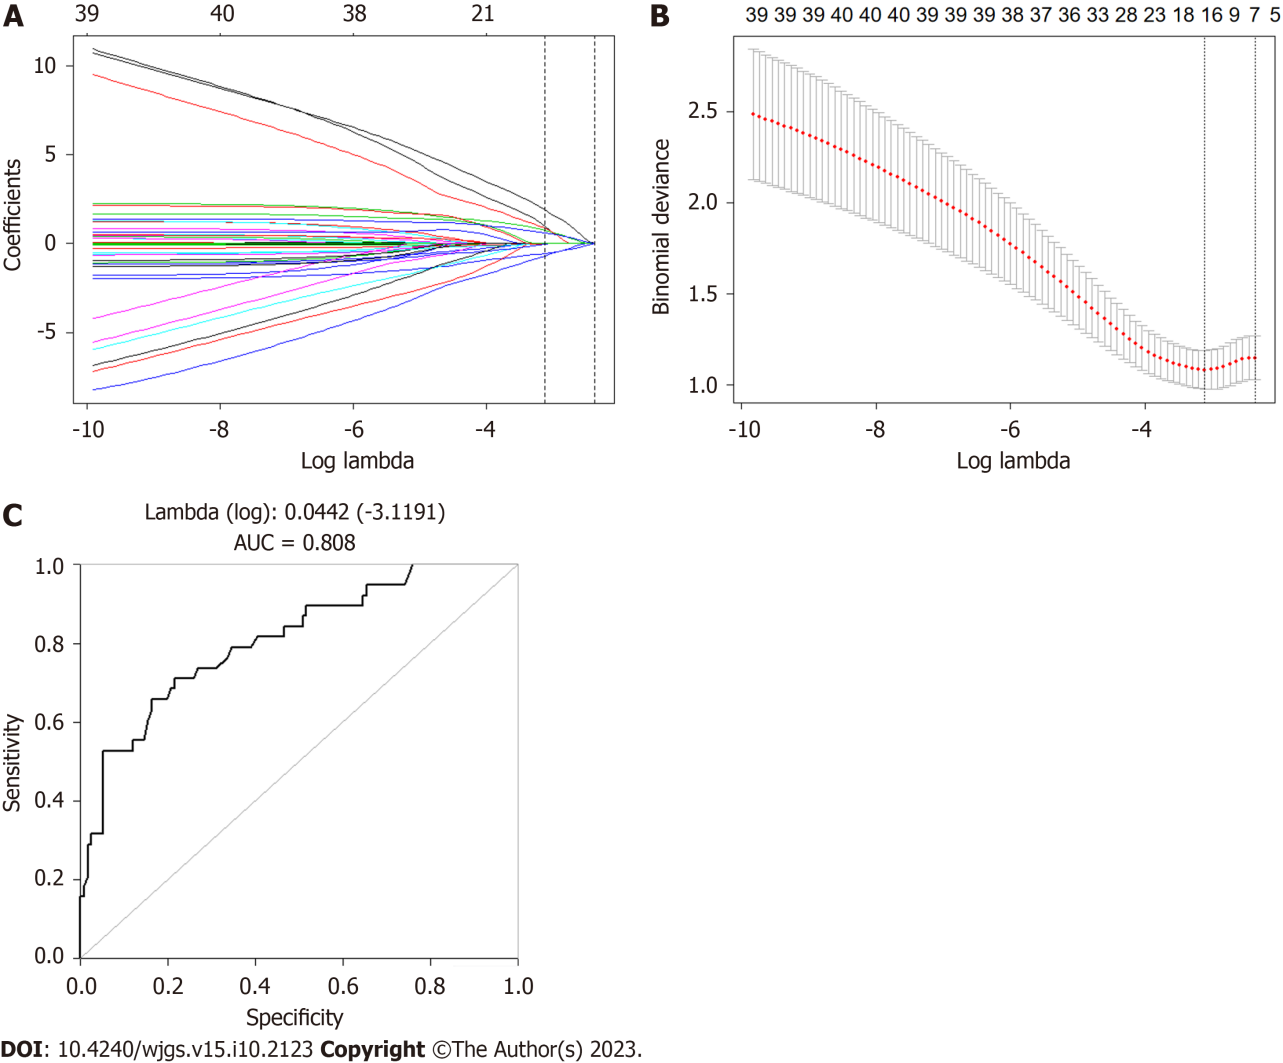 A
39 40 38 21
10
5
0
-5
Coefficients
-10 -8 -6 -4
Log lambda
B
39 39 39 40 40 40 39 39 39 38 37 36 33 28 23 18 16 9 7 5
2.5
2.0
1.5
1.0
Binomial deviance
-10 -8 -6 -4
Log lambda
C
Lambda (log): 0.0442 (-3.1191)
AUC = 0.808
1.0
0.8
0.6
0.4
0.2
0.0
Sensitivity
0.0 0.2 0.4 0.6 0.8 1.0
Specificity
DOI: 10.4240/wjgs.v15.i10.2123 Copyright ©The Author(s) 2023.